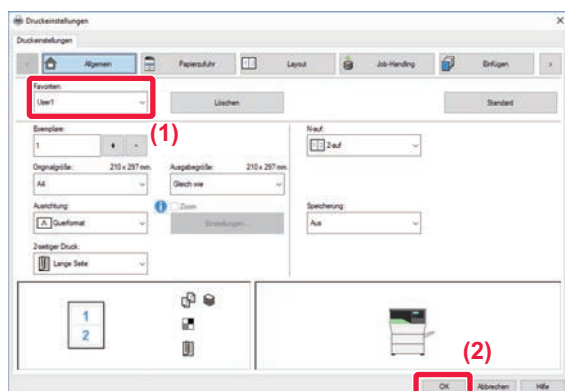 Druckeinstellungen
Druckeinstellungen
Allgemein Papierzufuhr Layout Job-Handling Einfügen
Favoriten:
User1 Löschen Standard
(1)
Exemplare: N-auf:
1 2-auf
Originalgröße: 210 x 297 mm. Ausgabegröße: 210 x 297 mm.
A4 Gleich wie
Ausrichtung: Zoom Speicherung:
A Querformat Einstellungen... Aus
2-seitiger Druck:
Lange Seite
1
2
(2)
OK Abbrechen Hilfe